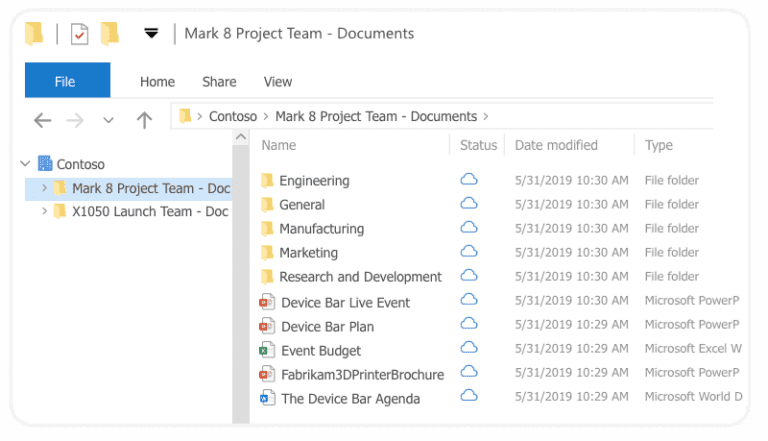 Mark 8 Project Team - Documents
File Home Share View
Contoso > Mark 8 Project Team - Documents >
Name Status Date modified Type
Contoso
Mark 8 Project Team - Doc
X1050 Launch Team - Doc
Engineering 5/31/2019 10:30 AM File folder
General 5/31/2019 10:30 AM File folder
Manufacturing 5/31/2019 10:30 AM File folder
Marketing 5/31/2019 10:30 AM File folder
Research and Development 5/31/2019 10:30 AM File folder
Device Bar Live Event 5/31/2019 10:30 AM Microsoft PowerP
Device Bar Plan 5/31/2019 10:29 AM Microsoft PowerP
Event Budget 5/31/2019 10:29 AM Microsoft Excel W
Fabrikam3DPrinterBrochure 5/31/2019 10:29 AM Microsoft PowerP
The Device Bar Agenda 5/31/2019 10:29 AM Microsoft World D